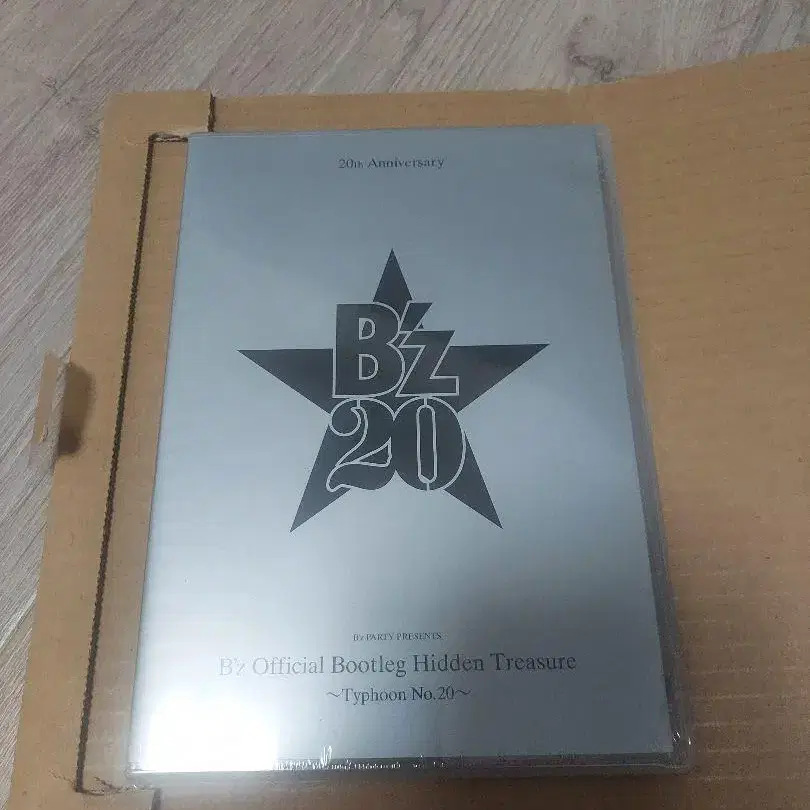 20th Anniversary
B'z
20
B'z PARTY PRESENTS
B'z Official Bootleg Hidden Treasure
～Typhoon No.20～